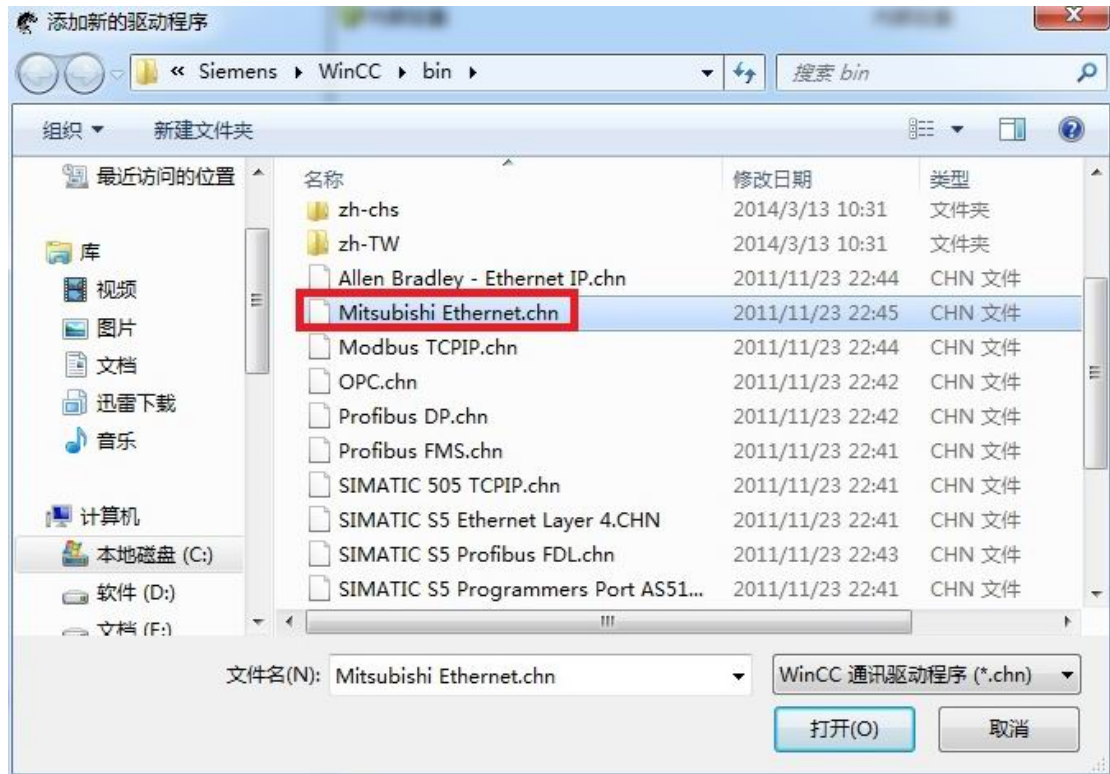 添加新的驱动程序
« Siemens ▸ WinCC ▸ bin ▸
搜索 bin
组织 ▼ 新建文件夹
最近访问的位置
库
视频
图片
文档
迅雷下载
音乐
计算机
本地磁盘 (C:)
软件 (D:)
文档 (E:)
名称 修改日期 类型
zh-chs 2014/3/13 10:31 文件夹
zh-TW 2014/3/13 10:31 文件夹
Allen Bradley - Ethernet IP.chn 2011/11/23 22:44 CHN 文件
Mitsubishi Ethernet.chn 2011/11/23 22:45 CHN 文件
Modbus TCPIP.chn 2011/11/23 22:44 CHN 文件
OPC.chn 2011/11/23 22:42 CHN 文件
Profibus DP.chn 2011/11/23 22:42 CHN 文件
Profibus FMS.chn 2011/11/23 22:41 CHN 文件
SIMATIC 505 TCPIP.chn 2011/11/23 22:41 CHN 文件
SIMATIC S5 Ethernet Layer 4.CHN 2011/11/23 22:41 CHN 文件
SIMATIC S5 Profibus FDL.chn 2011/11/23 22:43 CHN 文件
SIMATIC S5 Programmers Port AS51... 2011/11/23 22:41 CHN 文件
文件名(N): Mitsubishi Ethernet.chn WinCC 通讯驱动程序 (*.chn)
打开(O) 取消